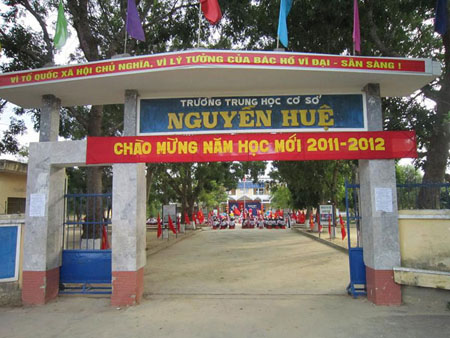 VÌ TỔ QUỐC XÃ HỘI CHỦ NGHĨA, VÌ LÝ TƯỞNG CỦA BÁC HỒ VĨ ĐẠI - SẴN SÀNG !
TRƯỜNG TRUNG HỌC CƠ SỞ
NGUYỄN HUỆ
CHÀO MỪNG NĂM HỌC MỚI 2011-2012